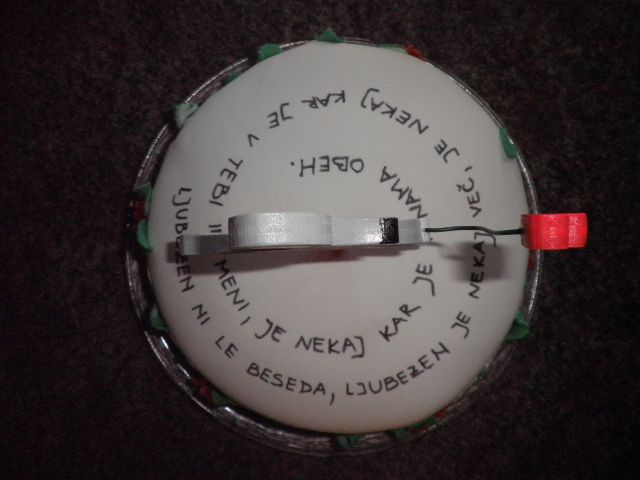 LJUBEZEN NI LE BESEDA, LJUBEZEN JE NEKAJ VEČ, JE NEKAJ KAR JE V TEBI MENI, JE NEKAJ KAR JE NAMA OBEH.